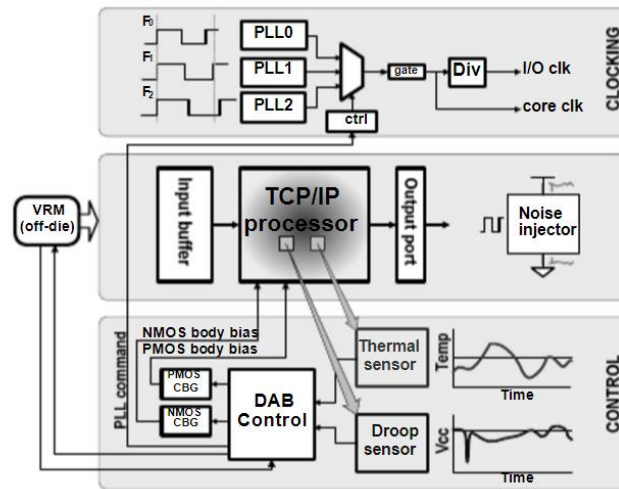 F0
PLL0
F1
PLL1
F2
PLL2
gate
Div
I/O clk
core clk
ctrl
CLOCKING
VRM
(off-die)
Input buffer
TCP/IP
processor
Output port
Noise
injector
NMOS body bias
PMOS body bias
PLL command
PMOS
CBG
NMOS
CBG
DAB
Control
Thermal
sensor
Droop
sensor
Temp
Time
Vcc
Time
CONTROL